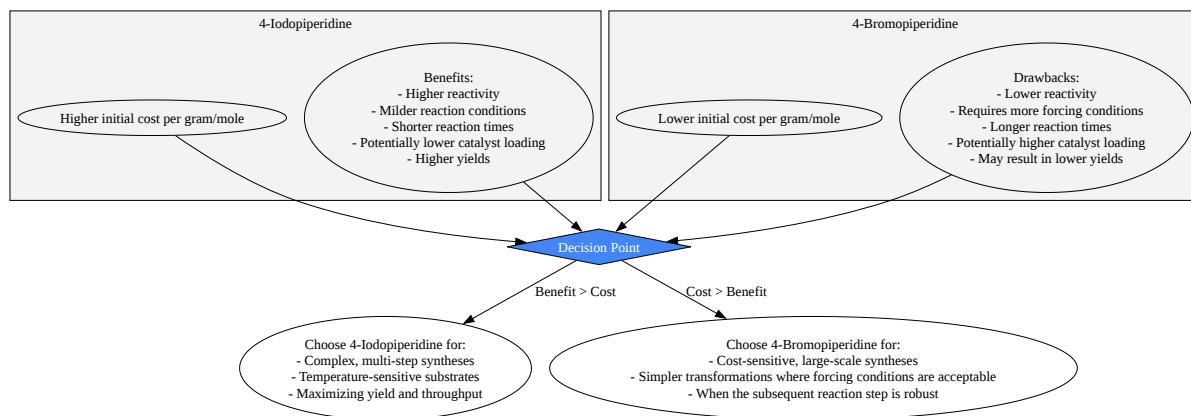 4-Iodopiperidine
Higher initial cost per gram/mole
Benefits:
- Higher reactivity
- Milder reaction conditions
- Shorter reaction times
- Potentially lower catalyst loading
- Higher yields
4-Bromopiperidine
Lower initial cost per gram/mole
Drawbacks:
- Lower reactivity
- Requires more forcing conditions
- Longer reaction times
- Potentially higher catalyst loading
- May result in lower yields
Decision Point
Benefit > Cost
Cost > Benefit
Choose 4-Iodopiperidine for:
- Complex, multi-step syntheses
- Temperature-sensitive substrates
- Maximizing yield and throughput
Choose 4-Bromopiperidine for:
- Cost-sensitive, large-scale syntheses
- Simpler transformations where forcing conditions are acceptable
- When the subsequent reaction step is robust